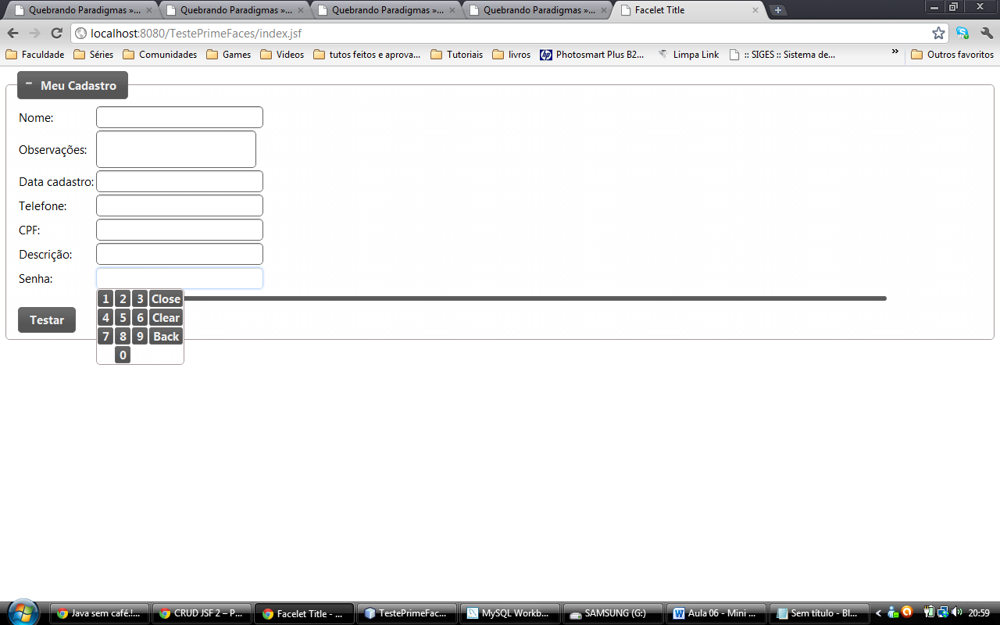 Quebrando Paradigmas »... Quebrando Paradigmas »... Quebrando Paradigmas »... Quebrando Paradigmas »... Facelet Title
localhost:8080/TestePrimeFaces/index.jsf
Faculdade Séries Comunidades Games Videos tutos feitos e aprova... Tutoriais livros Photosmart Plus B2... Limpa Link :: SIGES :: Sistema de... » Outros favoritos
− Meu Cadastro
Nome:
Observações:
Data cadastro:
Telefone:
CPF:
Descrição:
Senha:
1 2 3 Close
4 5 6 Clear
Testar
7 8 9 Back
0
Java sem café.!... CRUD JSF 2 – P... Facelet Title - ... TestePrimeFac... MySQL Workb... SAMSUNG (G:) Aula 06 - Mini ... Sem título - Bl... 20:59